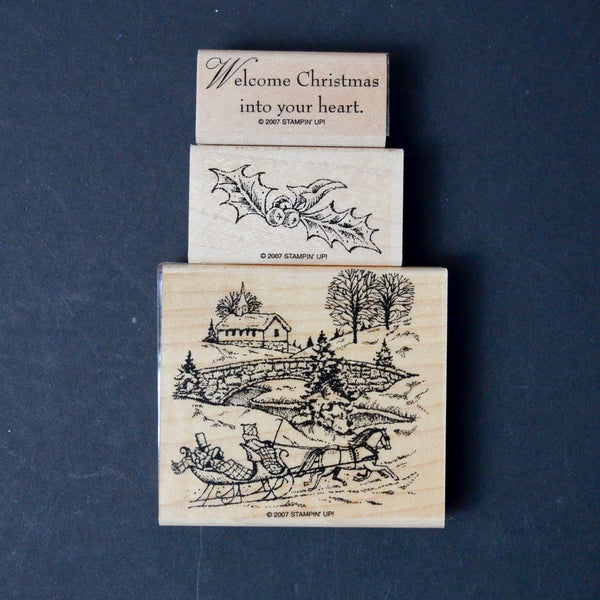 Welcome Christmas
into your heart.
© 2007 STAMPIN' UP!
© 2007 STAMPIN' UP!
© 2007 STAMPIN' UP!